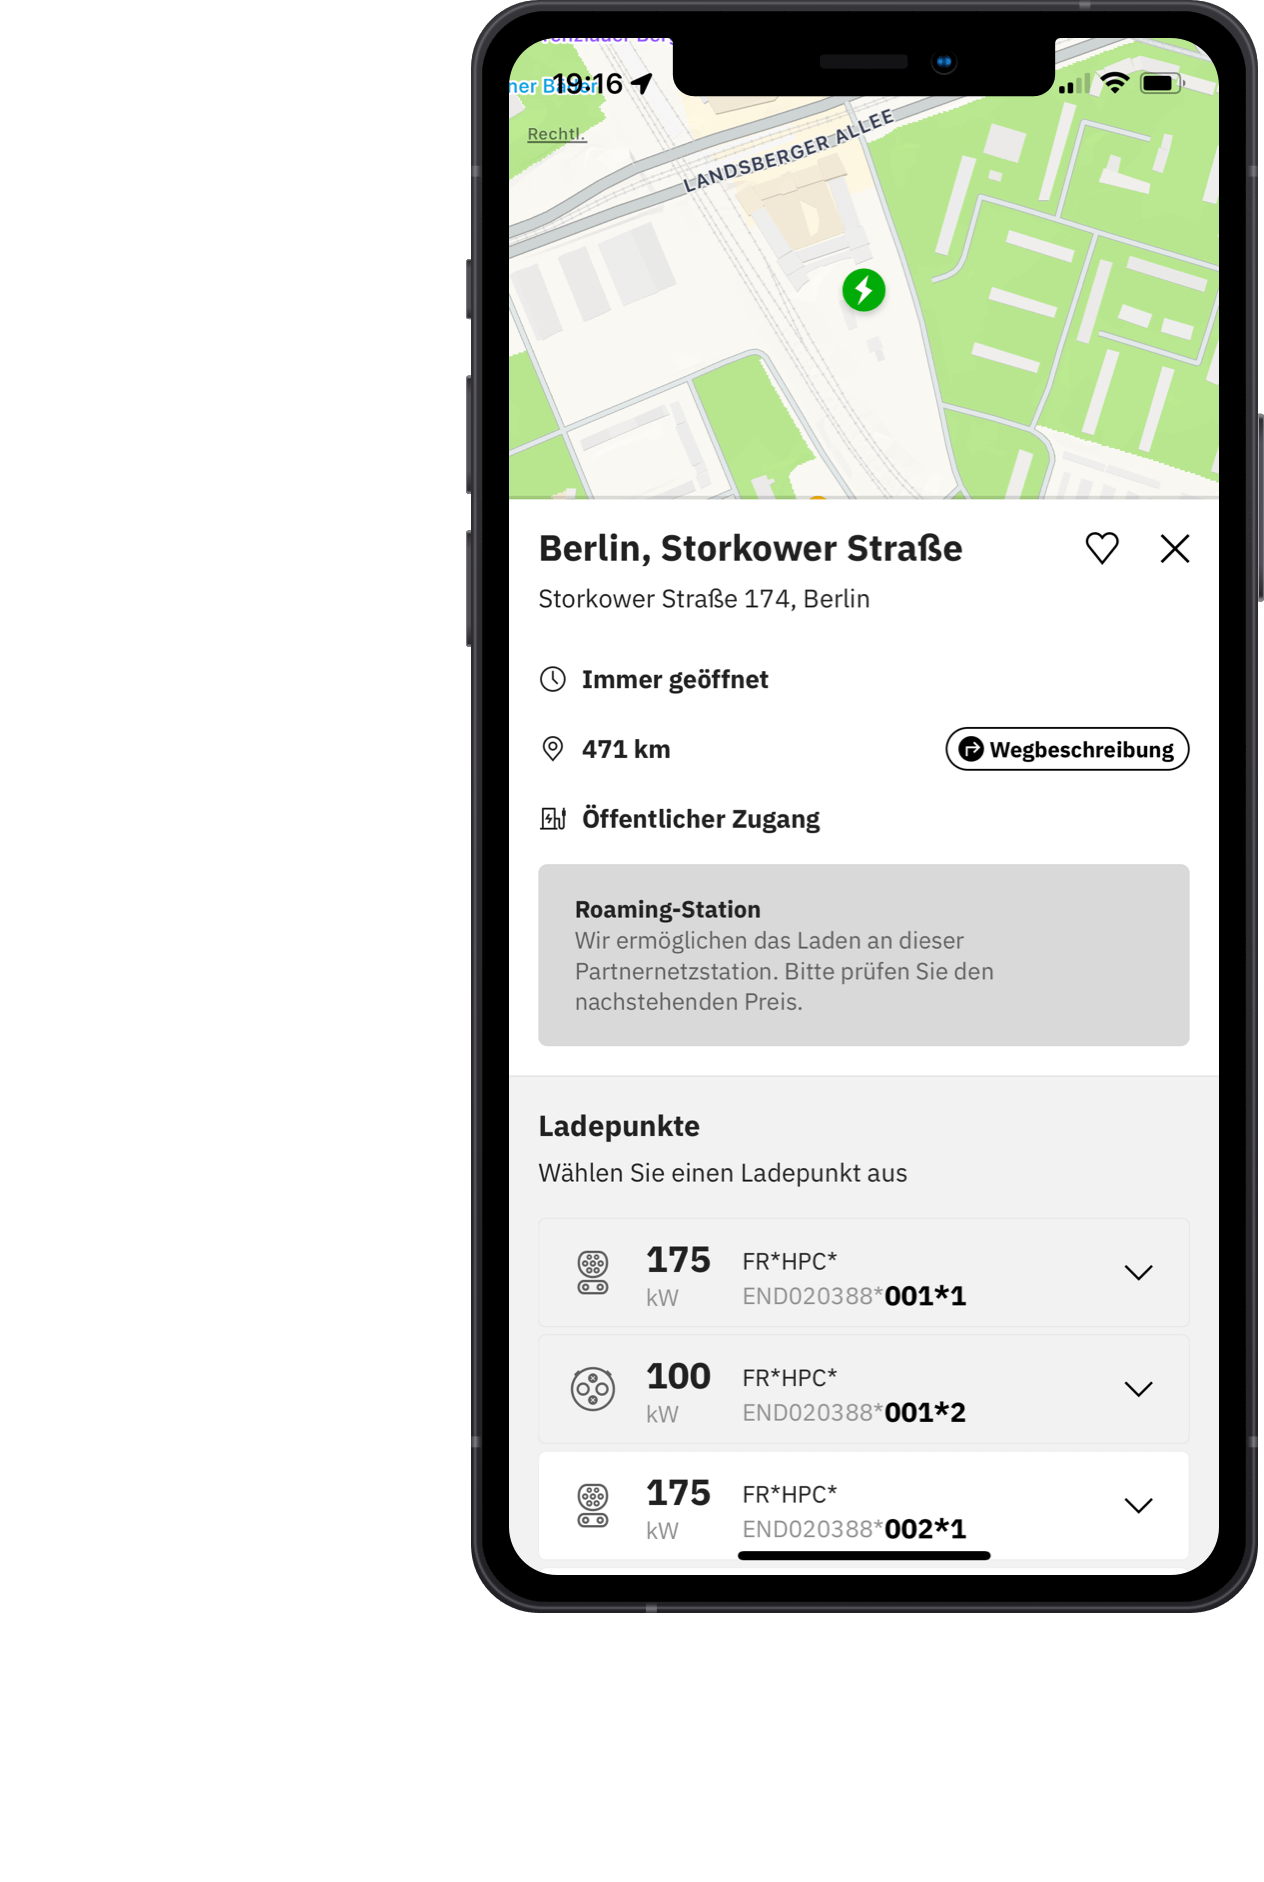 19:16
Rechtl.
LANDSBERGER ALLEE
Berlin, Storkower Straße
Storkower Straße 174, Berlin
Immer geöffnet
471 km
Wegbeschreibung
Öffentlicher Zugang
Roaming-Station
Wir ermöglichen das Laden an dieser
Partnernetzstation. Bitte prüfen Sie den
nachstehenden Preis.
Ladepunkte
Wählen Sie einen Ladepunkt aus
175 FR*HPC*
kW END020388*001*1
100 FR*HPC*
kW END020388*001*2
175 FR*HPC*
kW END020388*002*1